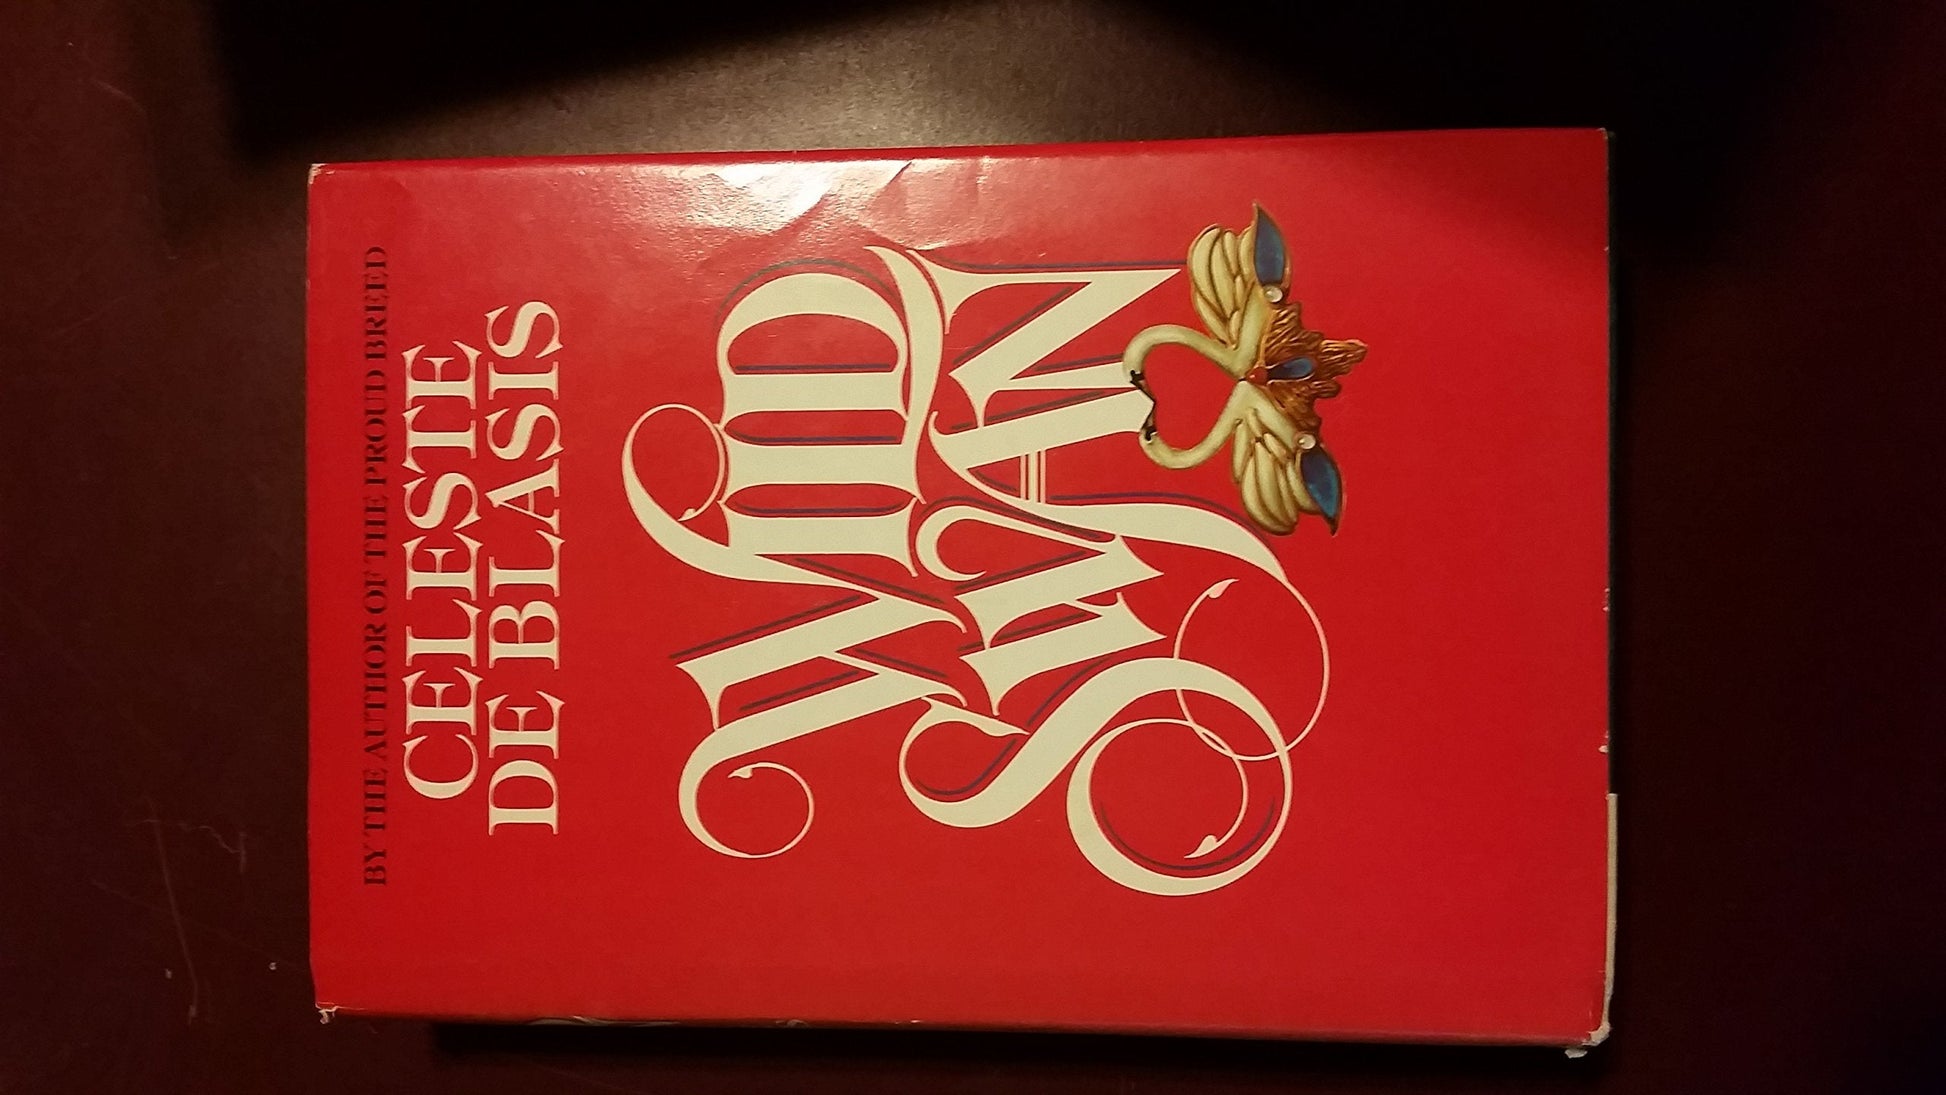 BY THE AUTHOR OF THE PROUD BREED
CELESTE
DE BLASIS
WILD
SWAN